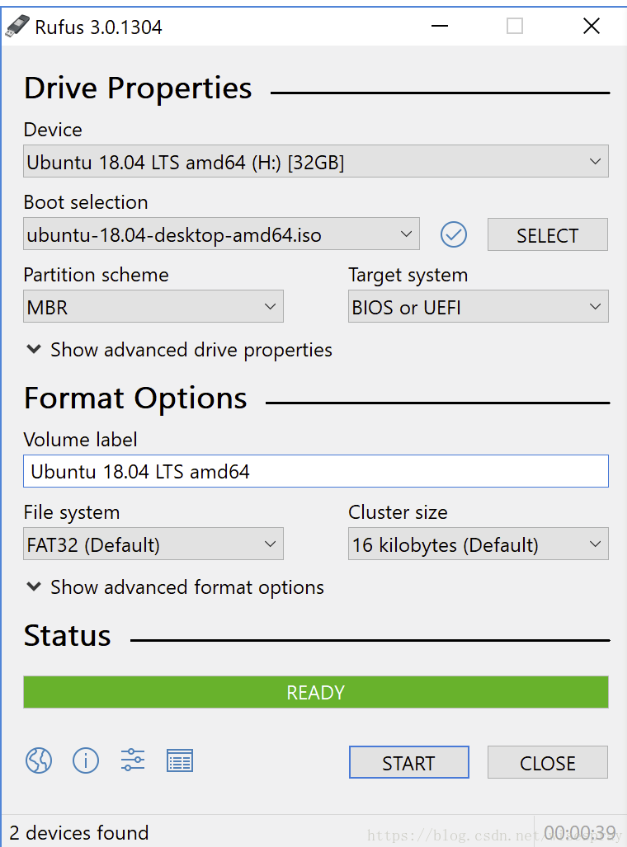 Rufus 3.0.1304
Drive Properties
Device
Ubuntu 18.04 LTS amd64 (H:) [32GB]
Boot selection
ubuntu-18.04-desktop-amd64.iso
SELECT
Partition scheme Target system
MBR BIOS or UEFI
Show advanced drive properties
Format Options
Volume label
Ubuntu 18.04 LTS amd64
File system Cluster size
FAT32 (Default) 16 kilobytes (Default)
Show advanced format options
Status
READY
START CLOSE
2 devices found 00:00:39
https://blog.csdn.net/